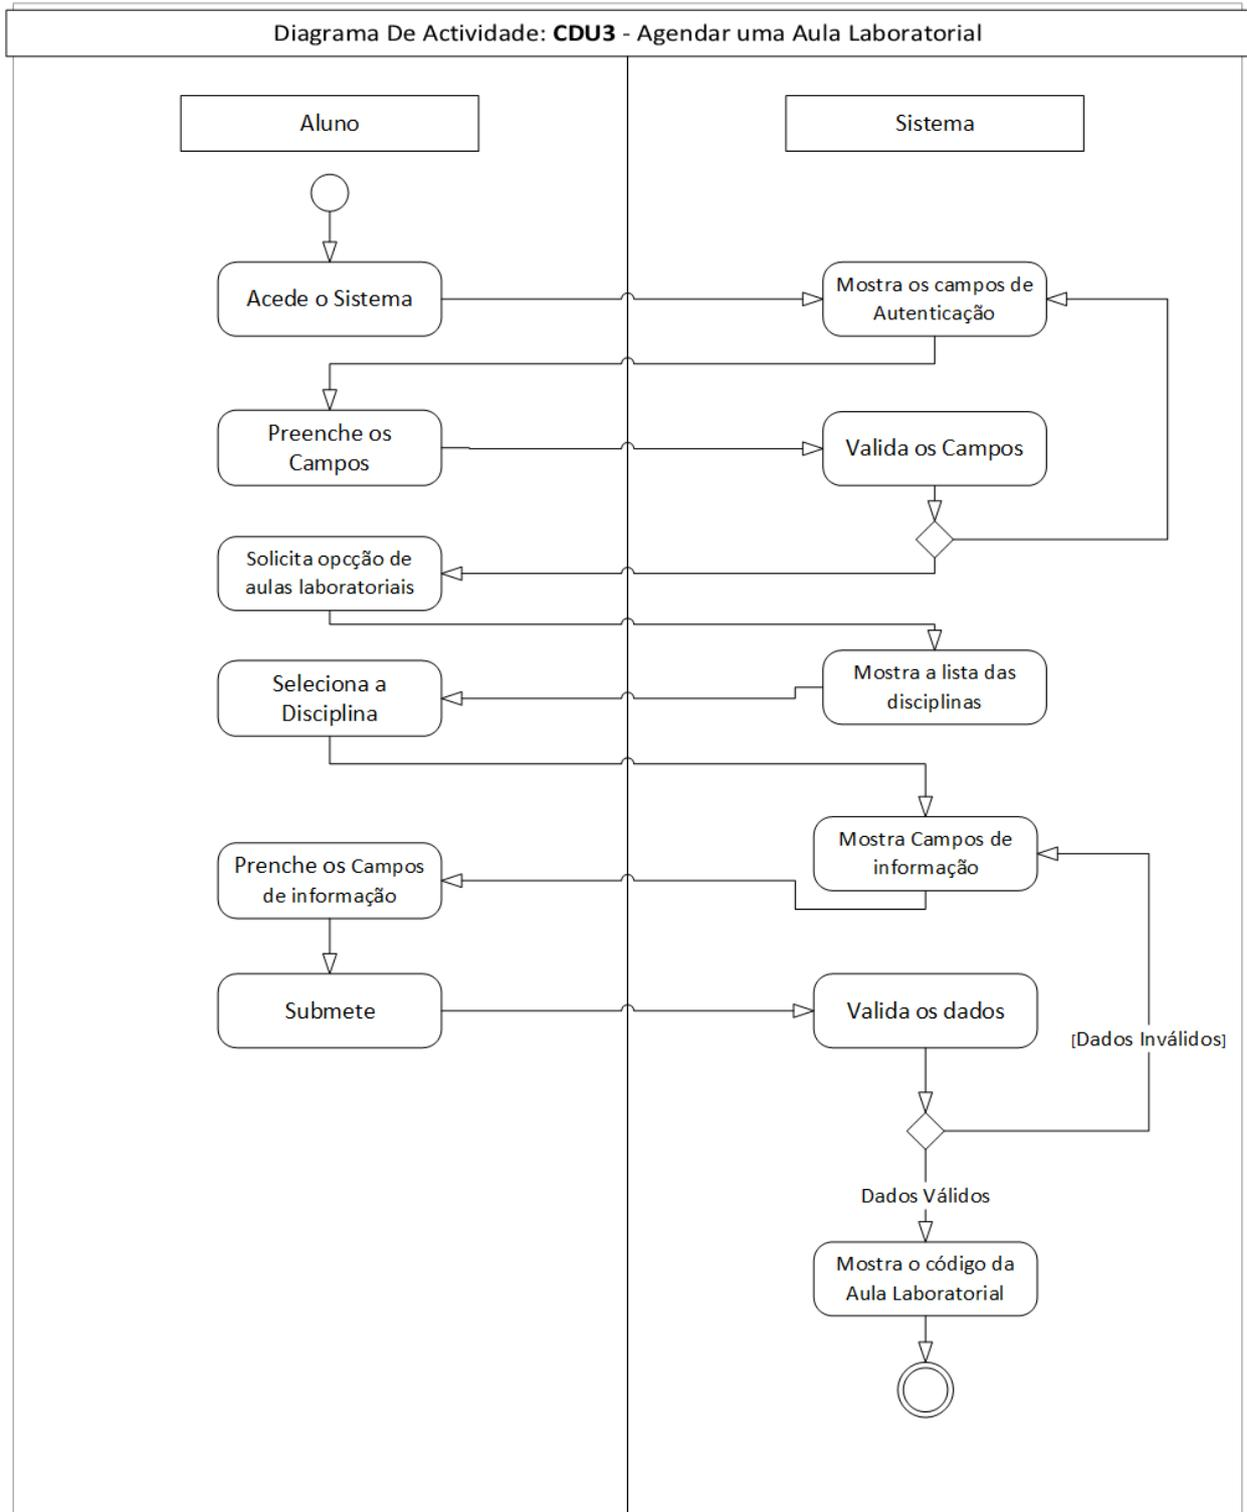 Diagrama De Actividade: CDU3 - Agendar uma Aula Laboratorial
Aluno
Sistema
Acede o Sistema
Mostra os campos de
Autenticação
Preenche os
Campos
Valida os Campos
Solicita opcção de
aulas laboratoriais
Mostra a lista das
disciplinas
Seleciona a
Disciplina
Mostra Campos de
informação
Prenche os Campos
de informação
Submete
Valida os dados
[Dados Inválidos]
Dados Válidos
Mostra o código da
Aula Laboratorial